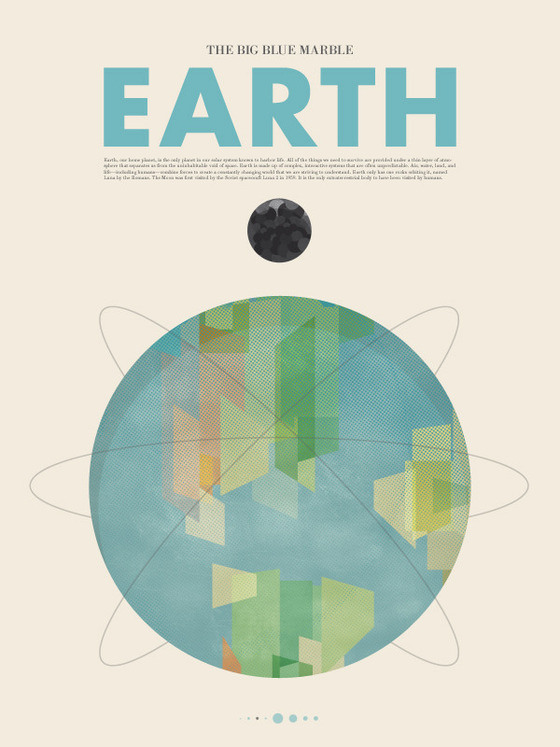 THE BIG BLUE MARBLE
EARTH
Earth, our home planet, is the only planet in our solar system known to harbor life. All of the things we need to survive are provided under a thin layer of atmo-
sphere that separates us from the uninhabitable void of space. Earth is made up of complex, interactive systems that are often unpredictable. Air, water, land, and
life—including humans—combine forces to create a constantly changing world that we are striving to understand. Earth only has one rocky orbiting it, named
Luna by the Romans. The Moon was first visited by the Soviet spacecraft Luna 2 in 1959. It is the only extraterrestrial body to have been visited by humans.